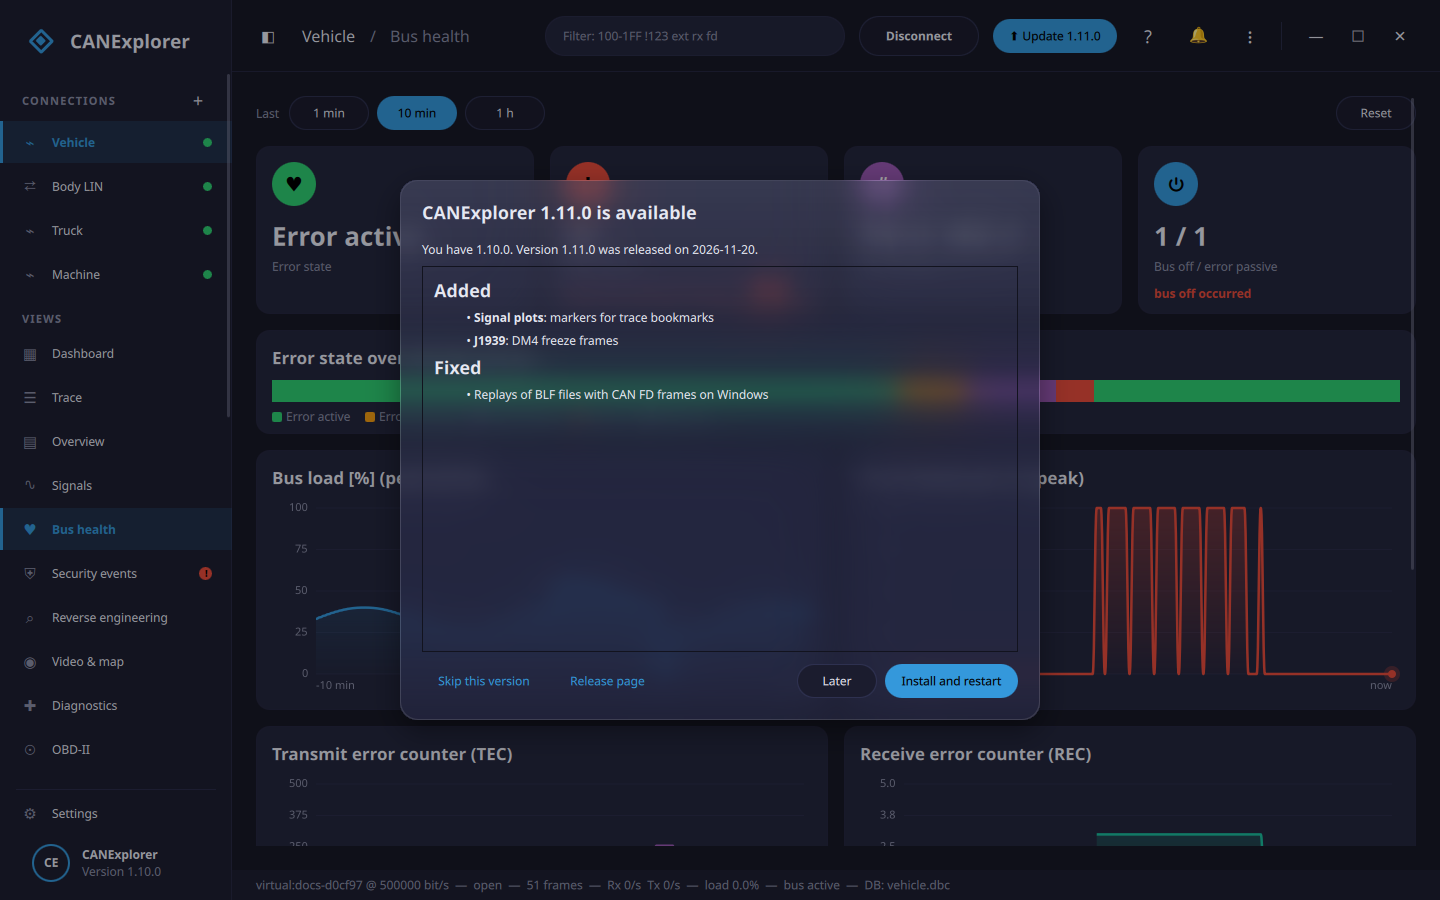 CANExplorer
CONNECTIONS +
Vehicle
Body LIN
Truck
Machine
VIEWS
Dashboard
Trace
Overview
Signals
Bus health
Security events !
Reverse engineering
Video & map
Diagnostics
OBD-II
Settings
CE
CANExplorer
Version 1.10.0
Vehicle / Bus health
Filter: 100-1FF !123 ext rx fd
Disconnect
Update 1.11.0
?
Last
1 min
10 min
1 h
Reset
Error activ
Error state
1 / 1
Bus off / error passive
bus off occurred
Error state over
Error active
Erro
CANExplorer 1.11.0 is available
You have 1.10.0. Version 1.11.0 was released on 2026-11-20.
Added
• Signal plots: markers for trace bookmarks
• J1939: DM4 freeze frames
Fixed
• Replays of BLF files with CAN FD frames on Windows
Skip this version
Release page
Later
Install and restart
Bus load [%] (pe
100
75
50
25
0
-10 min
peak)
now
Transmit error counter (TEC)
500
375
250
Receive error counter (REC)
5.0
3.8
2.5
virtual:docs-d0cf97 @ 500000 bit/s — open — 51 frames — Rx 0/s Tx 0/s — load 0.0% — bus active — DB: vehicle.dbc